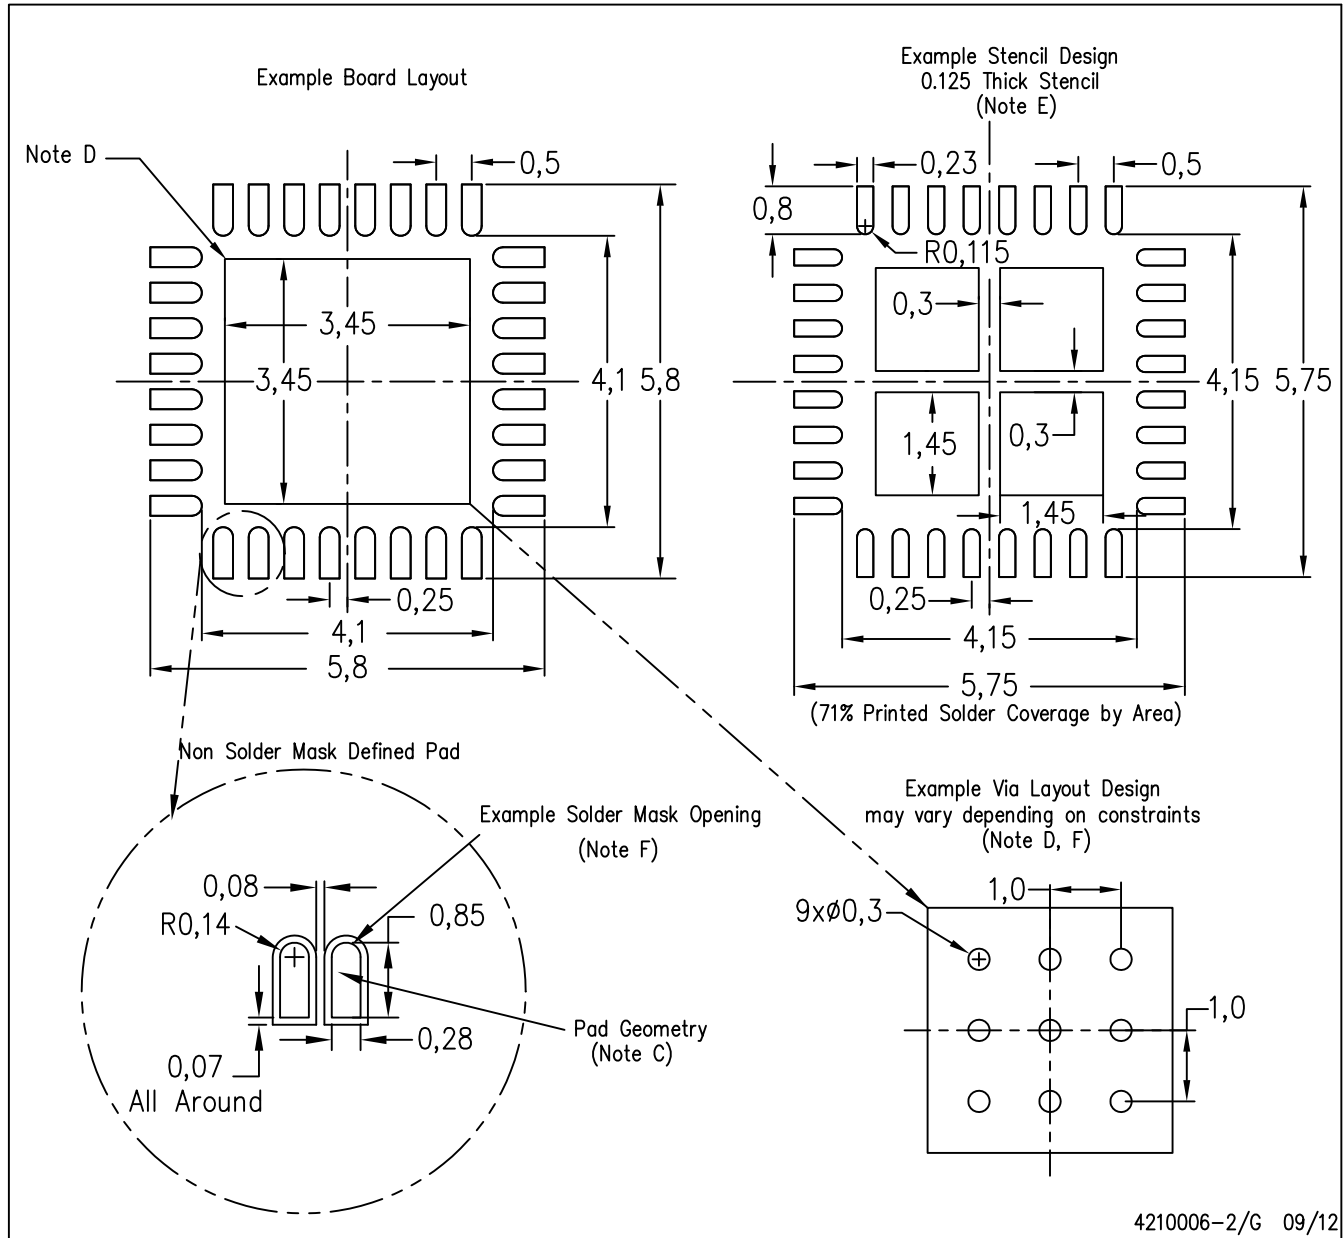 Example Board Layout
Note D
0,5
3,45
3,45
4,1 5,8
0,25
4,1
5,8
Example Stencil Design
0.125 Thick Stencil
(Note E)
0,23
0,5
0,8
R0,115
0,3
4,15 5,75
1,45
0,3
1,45
0,25
4,15
5,75
(71% Printed Solder Coverage by Area)
Non Solder Mask Defined Pad
Example Solder Mask Opening
(Note F)
0,08
R0,14
0,85
0,28
Pad Geometry
(Note C)
0,07
All Around
Example Via Layout Design
may vary depending on constraints
(Note D, F)
1,0
9xø0,3
1,0
4210006-2/G 09/12